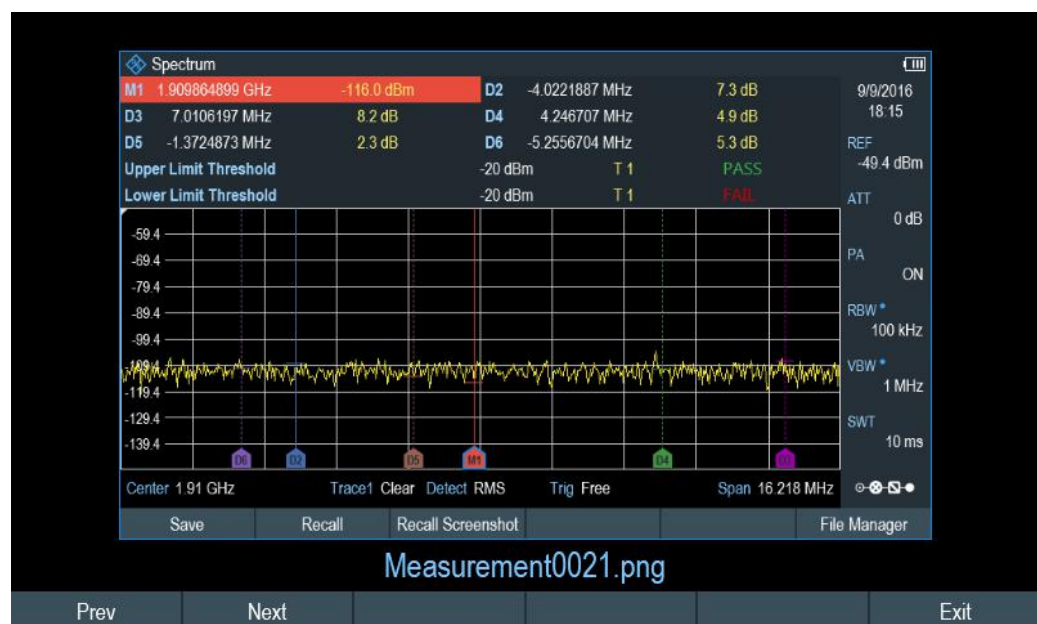 Spectrum
M1 1.909864899 GHz -116.0 dBm D2 -4.0221887 MHz 7.3 dB
9/9/2016
18:15
D3 7.0106197 MHz 8.2 dB D4 4.246707 MHz 4.9 dB
D5 -1.3724873 MHz 2.3 dB D6 -5.2556704 MHz 5.3 dB
Upper Limit Threshold -20 dBm T 1 PASS
Lower Limit Threshold -20 dBm T 1 FAIL
REF
-49.4 dBm
ATT
0 dB
PA
ON
RBW
100 kHz
VBW
1 MHz
SWT
10 ms
-59.4
-69.4
-79.4
-89.4
-99.4
-109.4
-119.4
-129.4
-139.4
D6 D2 D5 M1 D4 D3
Center 1.91 GHz Trace1 Clear Detect RMS Trig Free Span 16.218 MHz
Save Recall Recall Screenshot File Manager
Measurement0021.png
Prev Next Exit